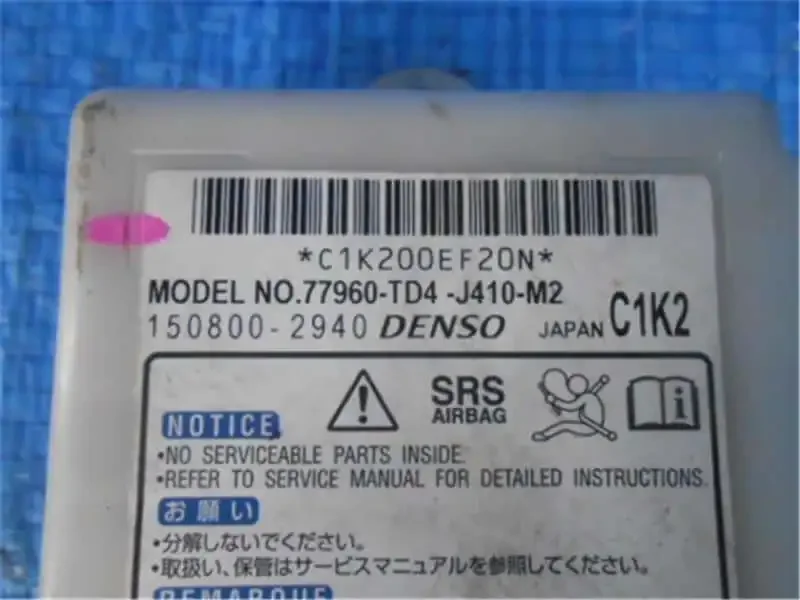 *C1K200EF20N*
MODEL NO.77960-TD4 -J410-M2
150800-2940 DENSO JAPAN C1K2
SRS
AIRBAG
NOTICE
•NO SERVICEABLE PARTS INSIDE.
•REFER TO SERVICE MANUAL FOR DETAILED INSTRUCTIONS.
お願い
•分解しないでください。
•取扱い、保管はサービスマニュアルを参照してください。
REMARQUE